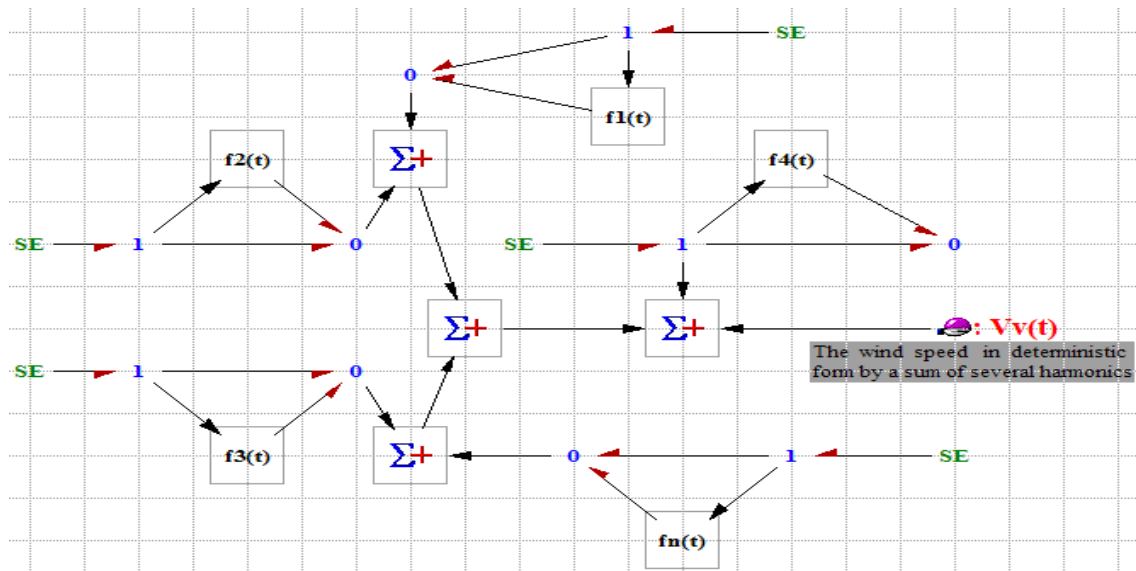 1 SE
0
f1(t)
f2(t) Σ+ f4(t)
SE 1 0 SE 1 0
Σ+ Σ+ : Vv(t)
The wind speed in deterministic
form by a sum of several harmonics
SE 1 0
f3(t) Σ+ 0 1 SE
fn(t)